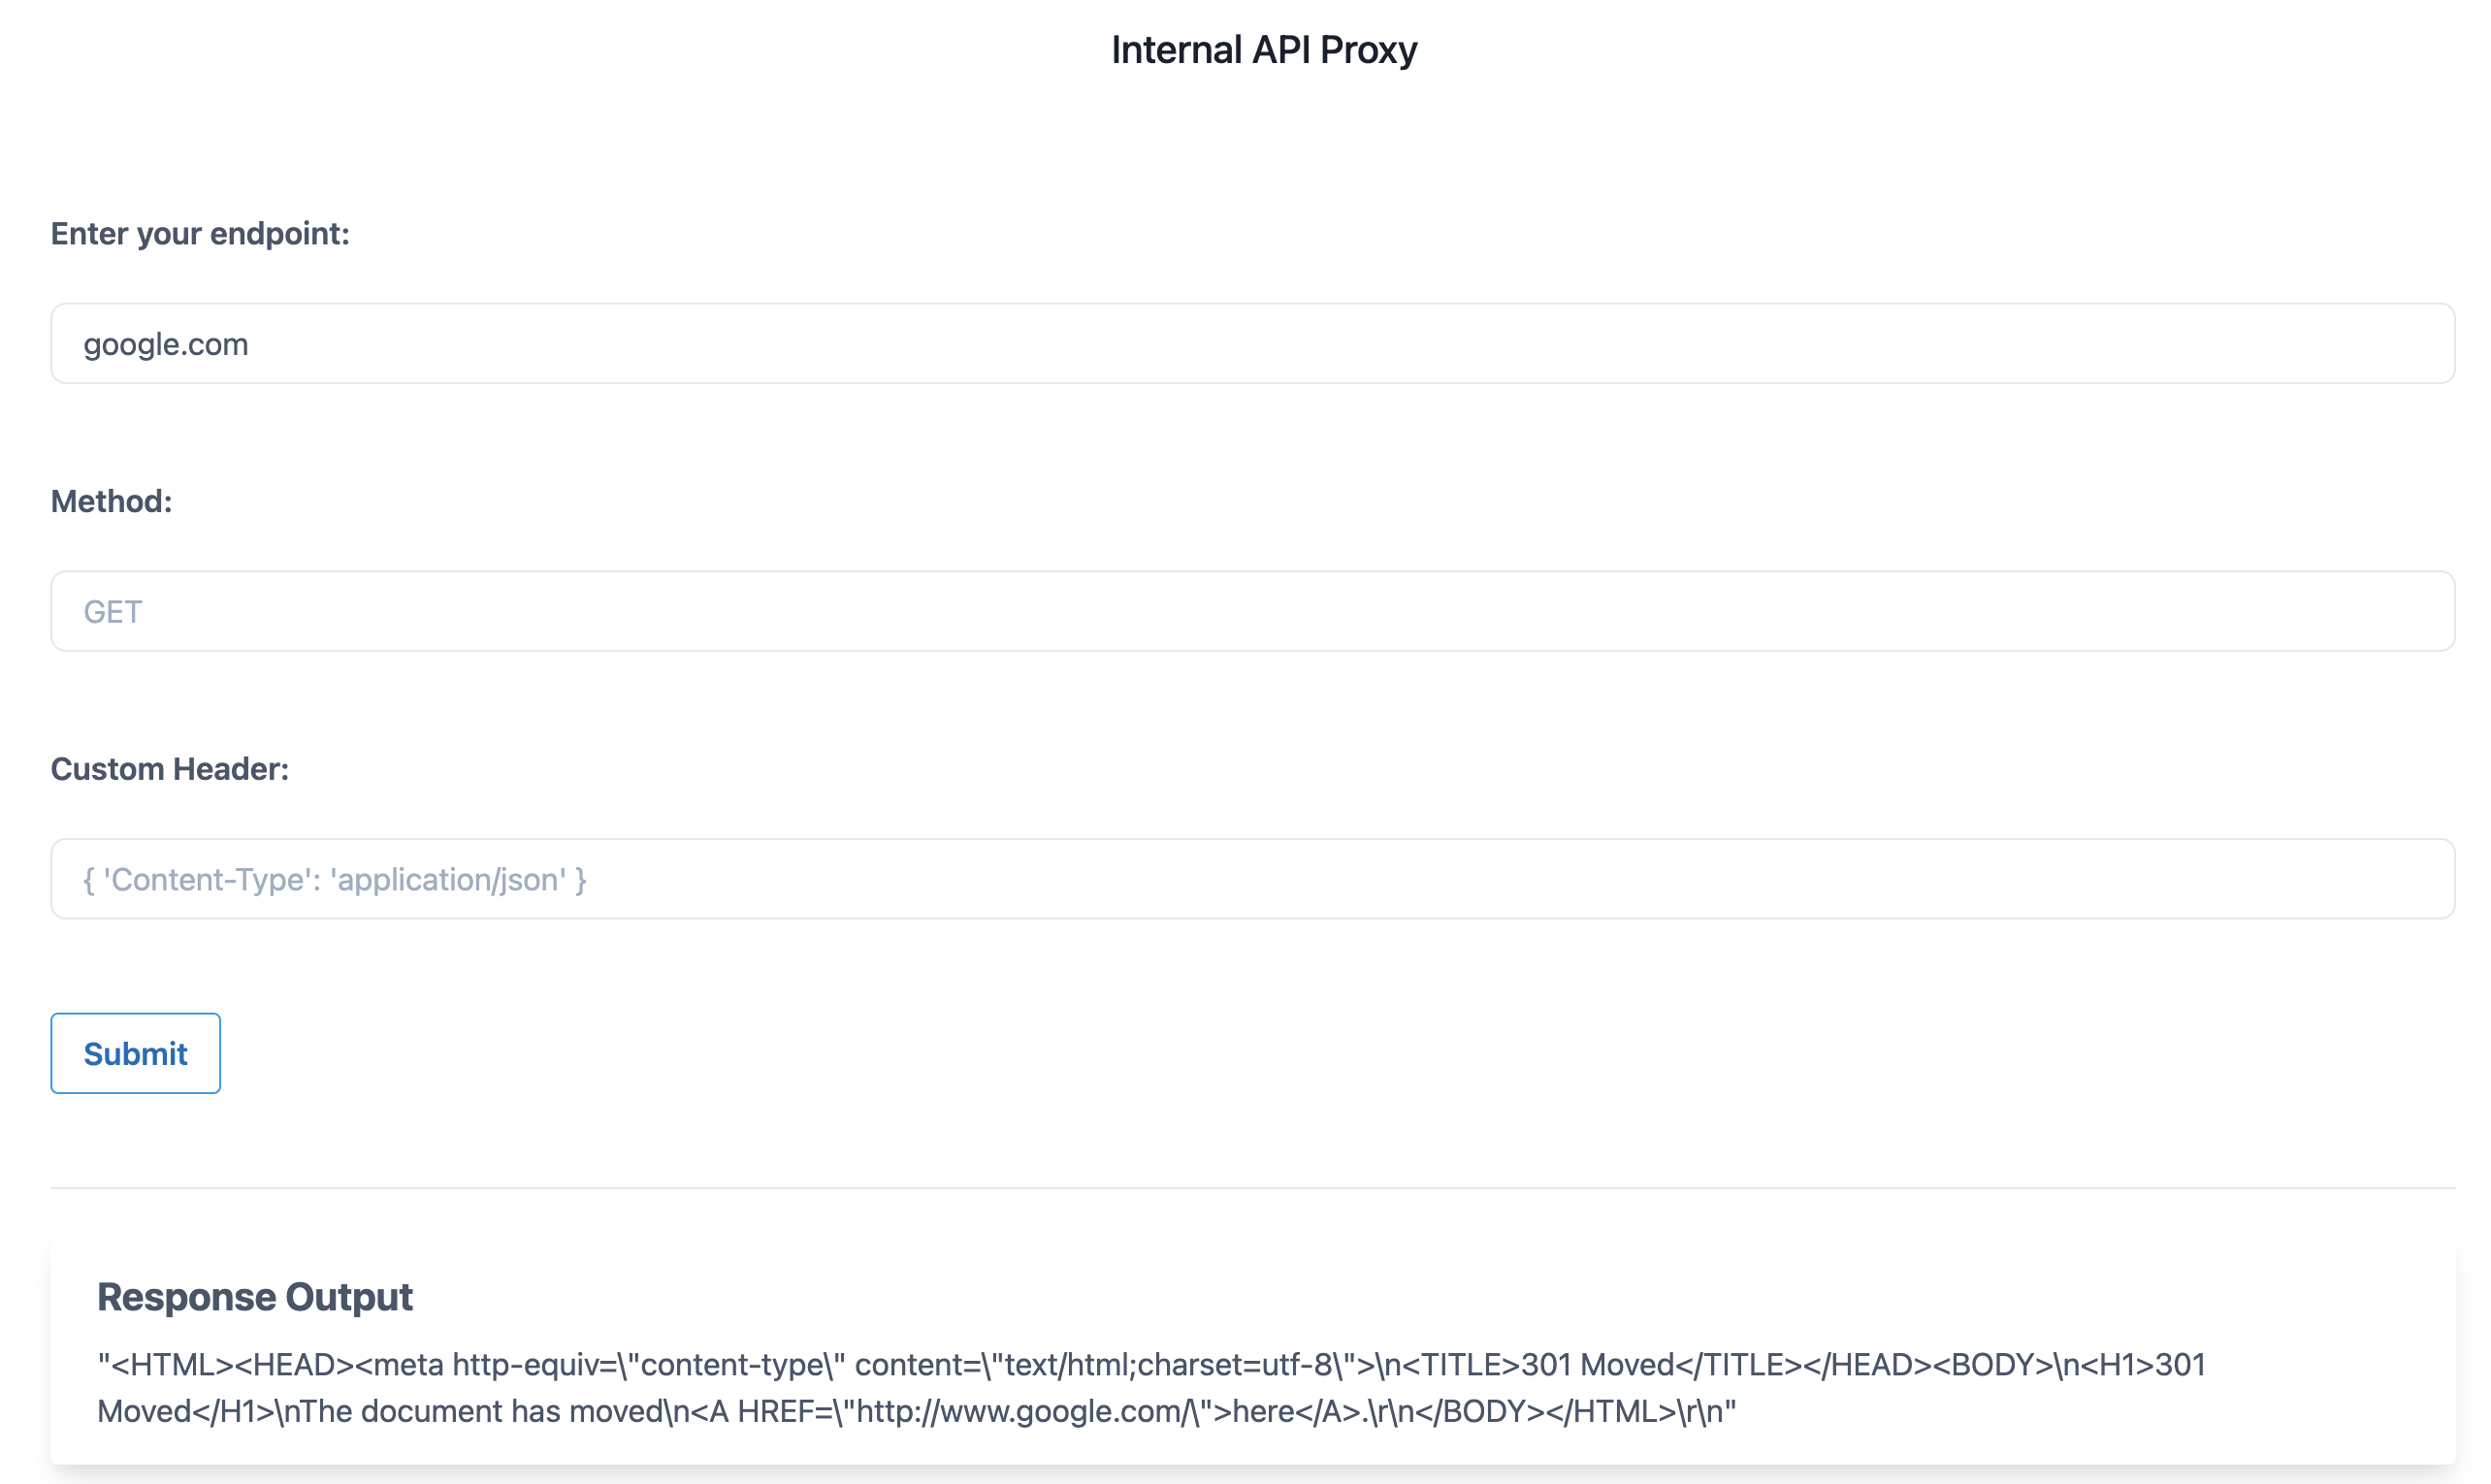 Internal API Proxy
Enter your endpoint:
google.com
Method:
GET
Custom Header:
{ 'Content-Type': 'application/json' }
Submit
Response Output
"<HTML><HEAD><meta http-equiv=\"content-type\" content=\"text/html;charset=utf-8\">\n<TITLE>301 Moved</TITLE></HEAD><BODY>\n<H1>301
Moved</H1>\nThe document has moved\n<A HREF=\"http://www.google.com/\">here</A>.\r\n</BODY></HTML>\r\n"